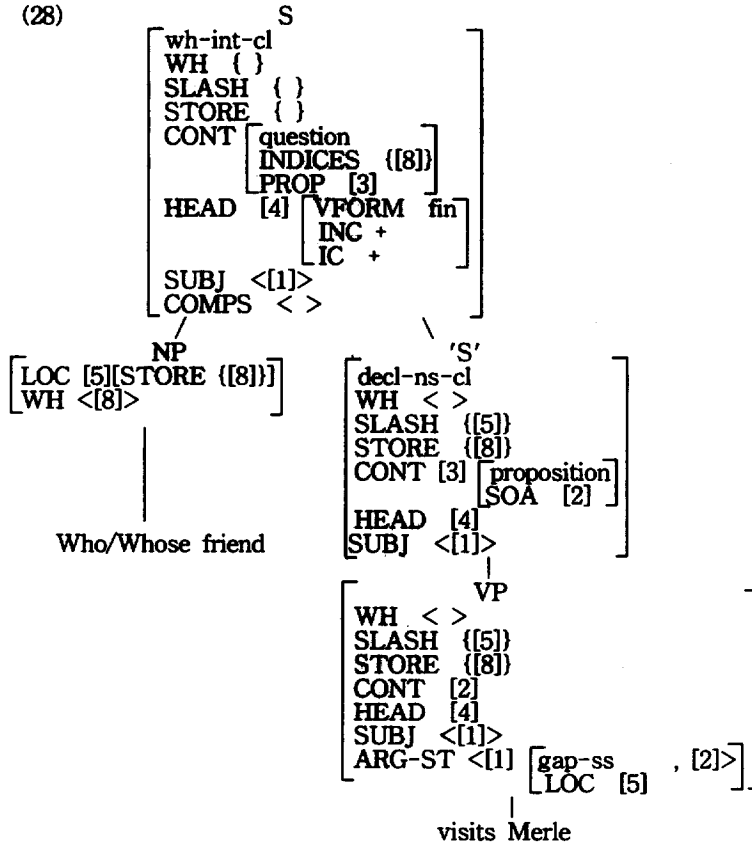 (28) S
wh-int-cl
WH { }
SLASH { }
STORE { }
CONT [question
INDICES {[8]}
PROP [3]]
HEAD [4] [VFORM fin
INC +
IC +]
SUBJ <[1]>
COMPS < >
NP 'S'
[LOC [5][STORE {[8]}]
WH <[8]>]
decl-ns-cl
WH < >
SLASH {[5]}
STORE {[8]}
CONT [3] [proposition
SOA [2]]
HEAD [4]
SUBJ <[1]>
Who/Whose friend
VP
WH < >
SLASH {[5]}
STORE {[8]}
CONT [2]
HEAD [4]
SUBJ <[1]>
ARG-ST <[1] [gap-ss , [2]>
LOC [5]]
visits Merle